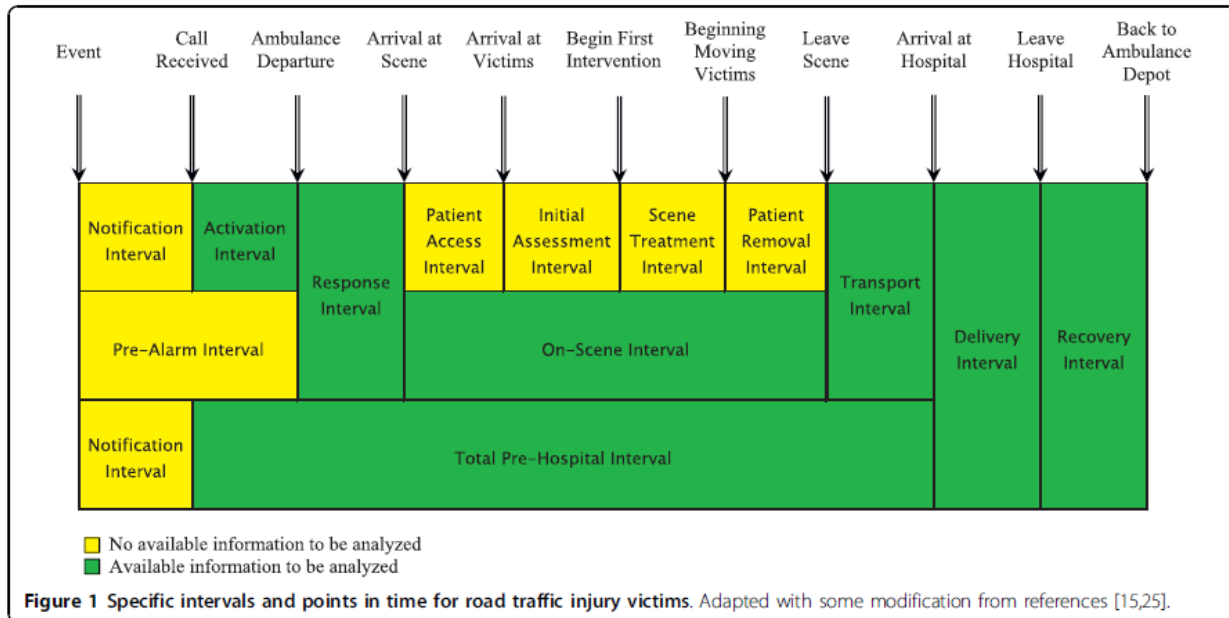 Event
Call
Received
Ambulance
Departure
Arrival at
Scene
Arrival at
Victims
Begin First
Intervention
Beginning
Moving
Victims
Leave
Scene
Arrival at
Hospital
Leave
Hospital
Back to
Ambulance
Depot
Notification
Interval
Activation
Interval
Response
Interval
Patient
Access
Interval
Initial
Assessment
Interval
Scene
Treatment
Interval
Patient
Removal
Interval
Transport
Interval
Delivery
Interval
Recovery
Interval
Pre-Alarm Interval
On-Scene Interval
Notification
Interval
Total Pre-Hospital Interval
No available information to be analyzed
Available information to be analyzed
Figure 1 Specific intervals and points in time for road traffic injury victims. Adapted with some modification from references [15,25].